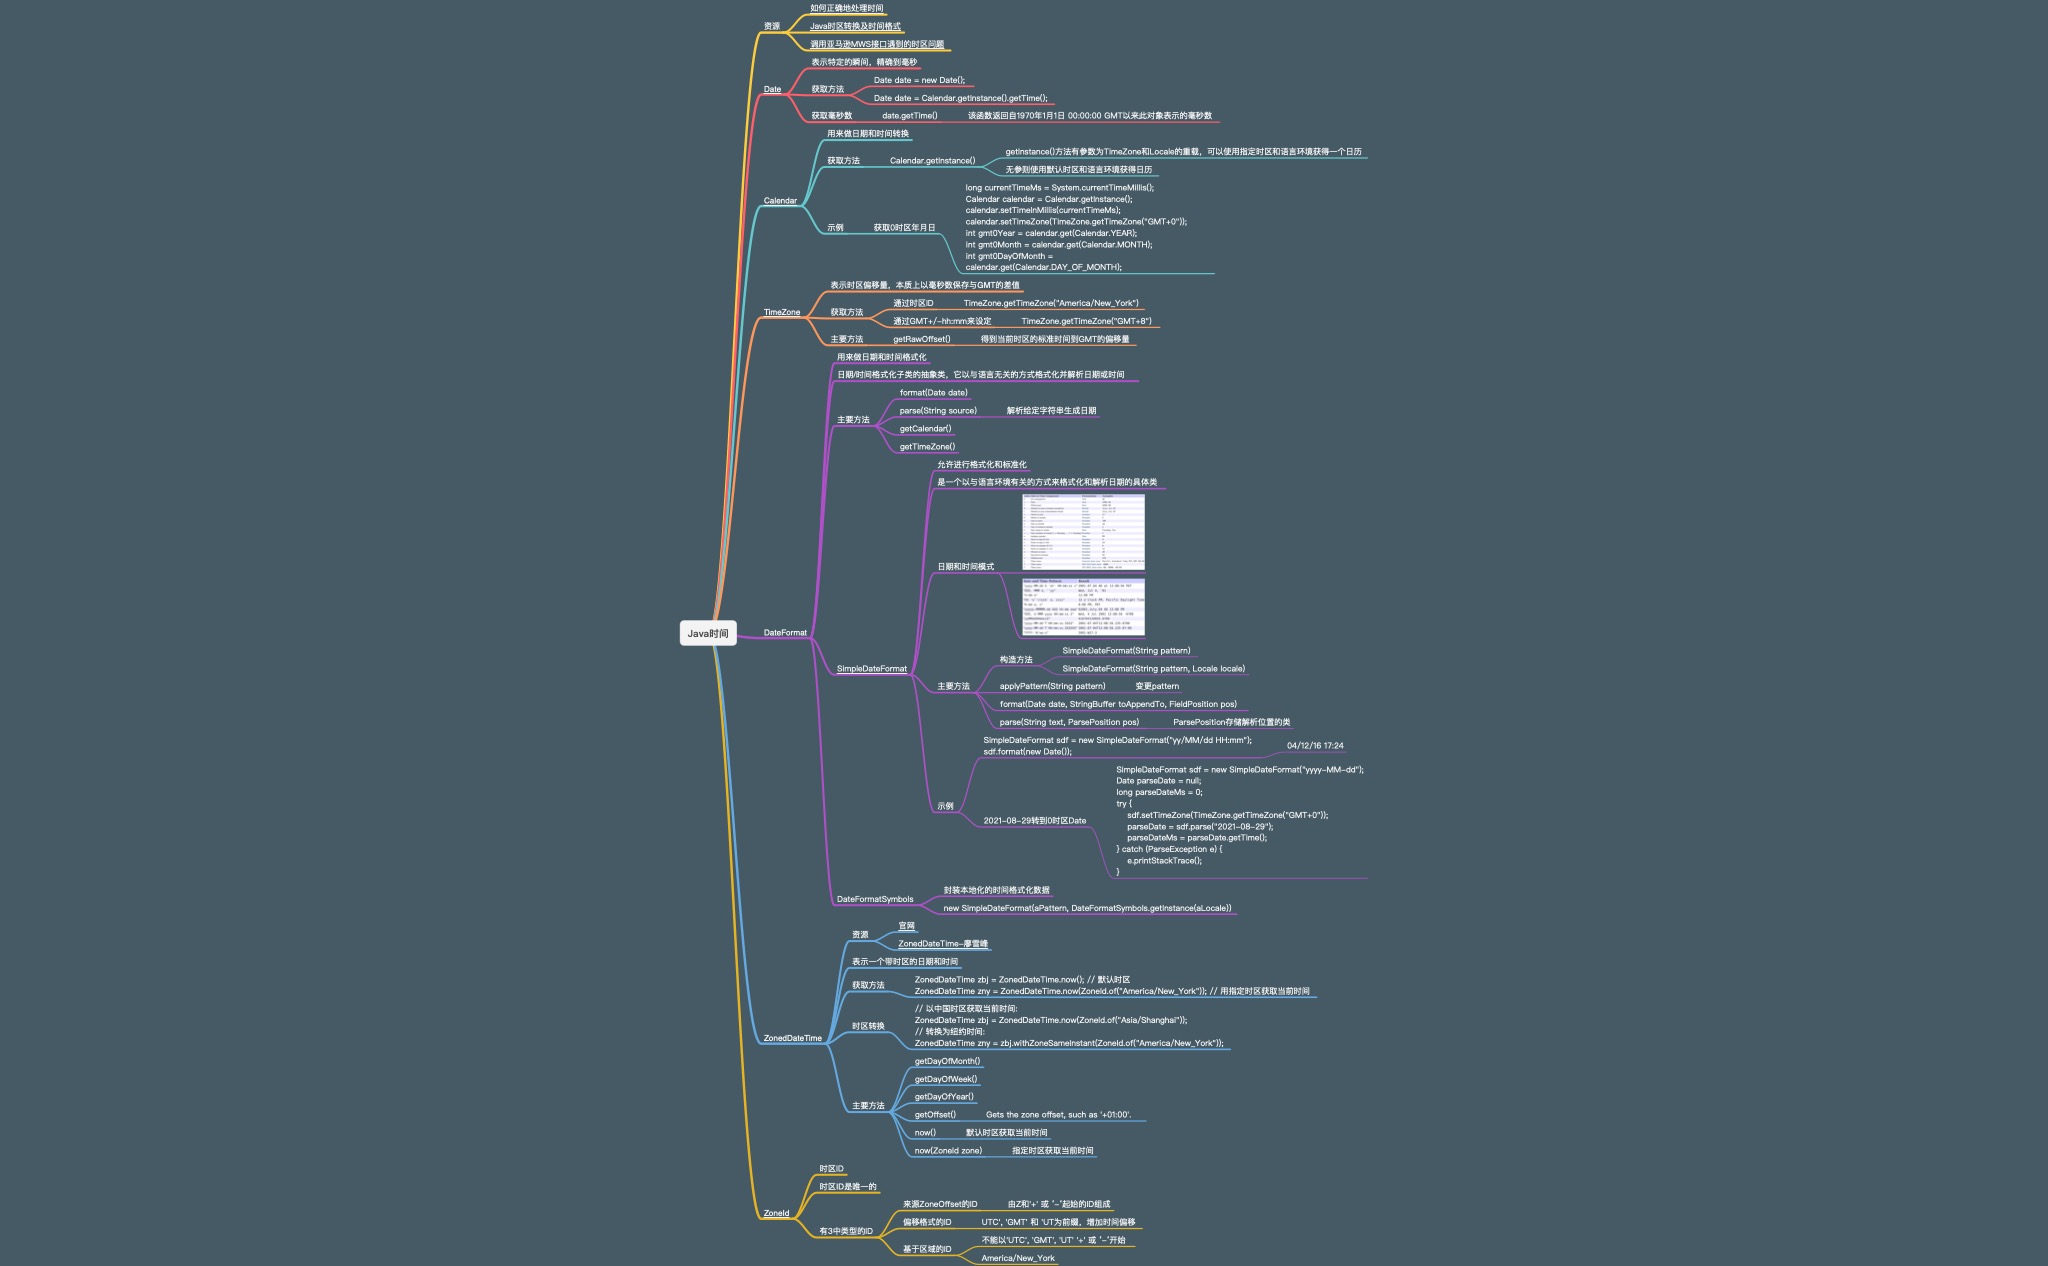 如何正确地处理时间
资源
Java时区转换及时间格式
调用亚马逊MWS接口遇到的时区问题
表示特定的瞬间，精确到毫秒
Date date = new Date();
Date
获取方法
Date date = Calendar.getInstance().getTime();
获取毫秒数
date.getTime()
该函数返回自1970年1月1日 00:00:00 GMT以来此对象表示的毫秒数
用来做日期和时间转换
getInstance()方法有参数为TimeZone和Locale的重载，可以使用指定时区和语言环境获得一个日历
获取方法
Calendar.getInstance()
无参则使用默认时区和语言环境获得日历
Calendar
long currentTimeMs = System.currentTimeMillis();
Calendar calendar = Calendar.getInstance();
calendar.setTimeInMillis(currentTimeMs);
calendar.setTimeZone(TimeZone.getTimeZone("GMT+0"));
示例
获取0时区年月日
int gmt0Year = calendar.get(Calendar.YEAR);
int gmt0Month = calendar.get(Calendar.MONTH);
int gmt0DayOfMonth =
calendar.get(Calendar.DAY_OF_MONTH);
表示时区偏移量，本质上以毫秒数保存与GMT的差值
通过时区ID
TimeZone.getTimeZone("America/New_York")
TimeZone
获取方法
通过GMT+/-hh:mm来设定
TimeZone.getTimeZone("GMT+8")
主要方法
getRawOffset()
得到当前时区的标准时间到GMT的偏移量
用来做日期和时间格式化
日期/时间格式化子类的抽象类，它以与语言无关的方式格式化并解析日期或时间
format(Date date)
parse(String source)
解析给定字符串生成日期
主要方法
getCalendar()
getTimeZone()
允许进行格式化和标准化
是一个以与语言环境有关的方式来格式化和解析日期的具体类
日期和时间模式
Java时间
DateFormat
SimpleDateFormat
构造方法
SimpleDateFormat(String pattern)
SimpleDateFormat(String pattern, Locale locale)
主要方法
applyPattern(String pattern)
变更pattern
format(Date date, StringBuffer toAppendTo, FieldPosition pos)
parse(String text, ParsePosition pos)
ParsePosition存储解析位置的类
SimpleDateFormat sdf = new SimpleDateFormat("yy/MM/dd HH:mm");
sdf.format(new Date());
04/12/16 17:24
示例
2021-08-29转到0时区Date
SimpleDateFormat sdf = new SimpleDateFormat("yyyy-MM-dd");
Date parseDate = null;
long parseDateMs = 0;
try {
sdf.setTimeZone(TimeZone.getTimeZone("GMT+0"));
parseDate = sdf.parse("2021-08-29");
parseDateMs = parseDate.getTime();
} catch (ParseException e) {
e.printStackTrace();
}
DateFormatSymbols
封装本地化的时间格式化数据
new SimpleDateFormat(aPattern, DateFormatSymbols.getInstance(aLocale))
资源
官网
ZonedDateTime-廖雪峰
表示一个带时区的日期和时间
获取方法
ZonedDateTime zbj = ZonedDateTime.now(); // 默认时区
ZonedDateTime zny = ZonedDateTime.now(ZoneId.of("America/New_York")); // 用指定时区获取当前时间
时区转换
// 以中国时区获取当前时间:
ZonedDateTime zbj = ZonedDateTime.now(ZoneId.of("Asia/Shanghai"));
// 转换为纽约时间:
ZonedDateTime zny = zbj.withZoneSameInstant(ZoneId.of("America/New_York"));
ZonedDateTime
主要方法
getDayOfMonth()
getDayOfWeek()
getDayOfYear()
getOffset()
Gets the zone offset, such as '+01:00'.
now()
默认时区获取当前时间
now(ZoneId zone)
指定时区获取当前时间
时区ID
时区ID是唯一的
ZoneId
有3中类型的ID
来源ZoneOffset的ID
由Z和'+' 或 '-'起始的ID组成
偏移格式的ID
UTC', 'GMT' 和 'UT为前缀，增加时间偏移
基于区域的ID
不能以'UTC', 'GMT', 'UT' '+' 或 '-'开始
America/New_York